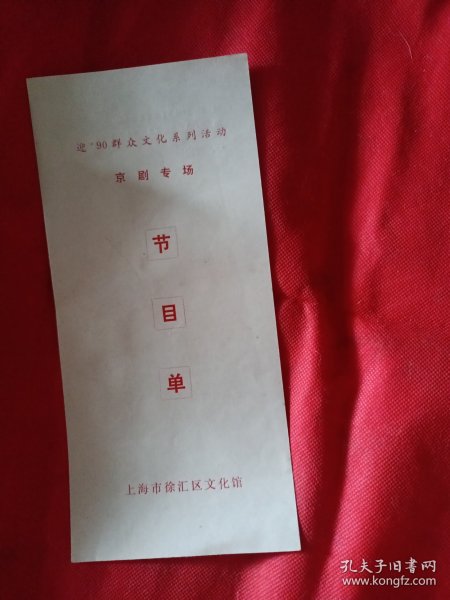 迎'90群众文化系列活动
京剧专场
节
目
单
上海市徐汇区文化馆
孔夫子旧书网
www.kongfz.com